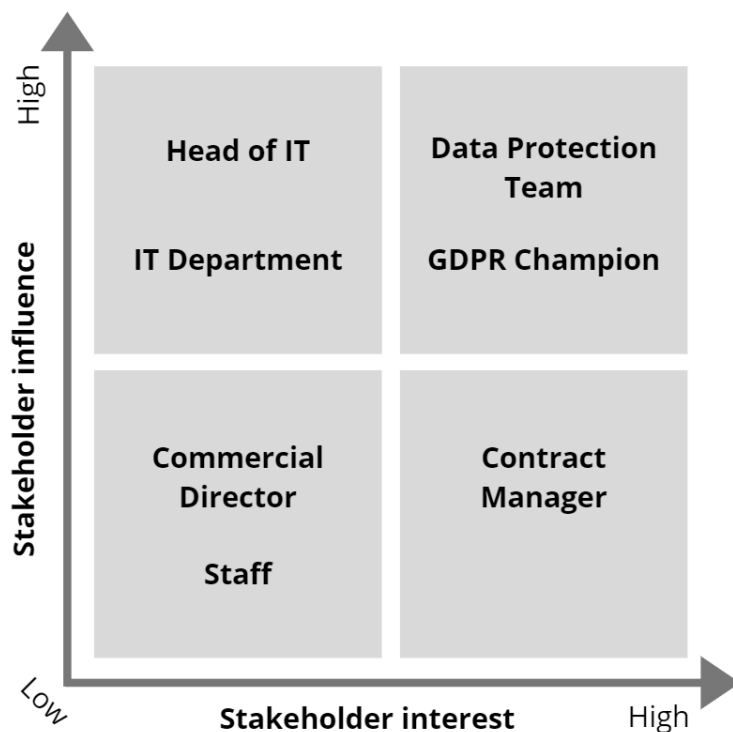 High
Head of IT
IT Department
Data Protection
Team
GDPR Champion
Stakeholder influence
Commercial
Director
Staff
Contract
Manager
Low
Stakeholder interest
High